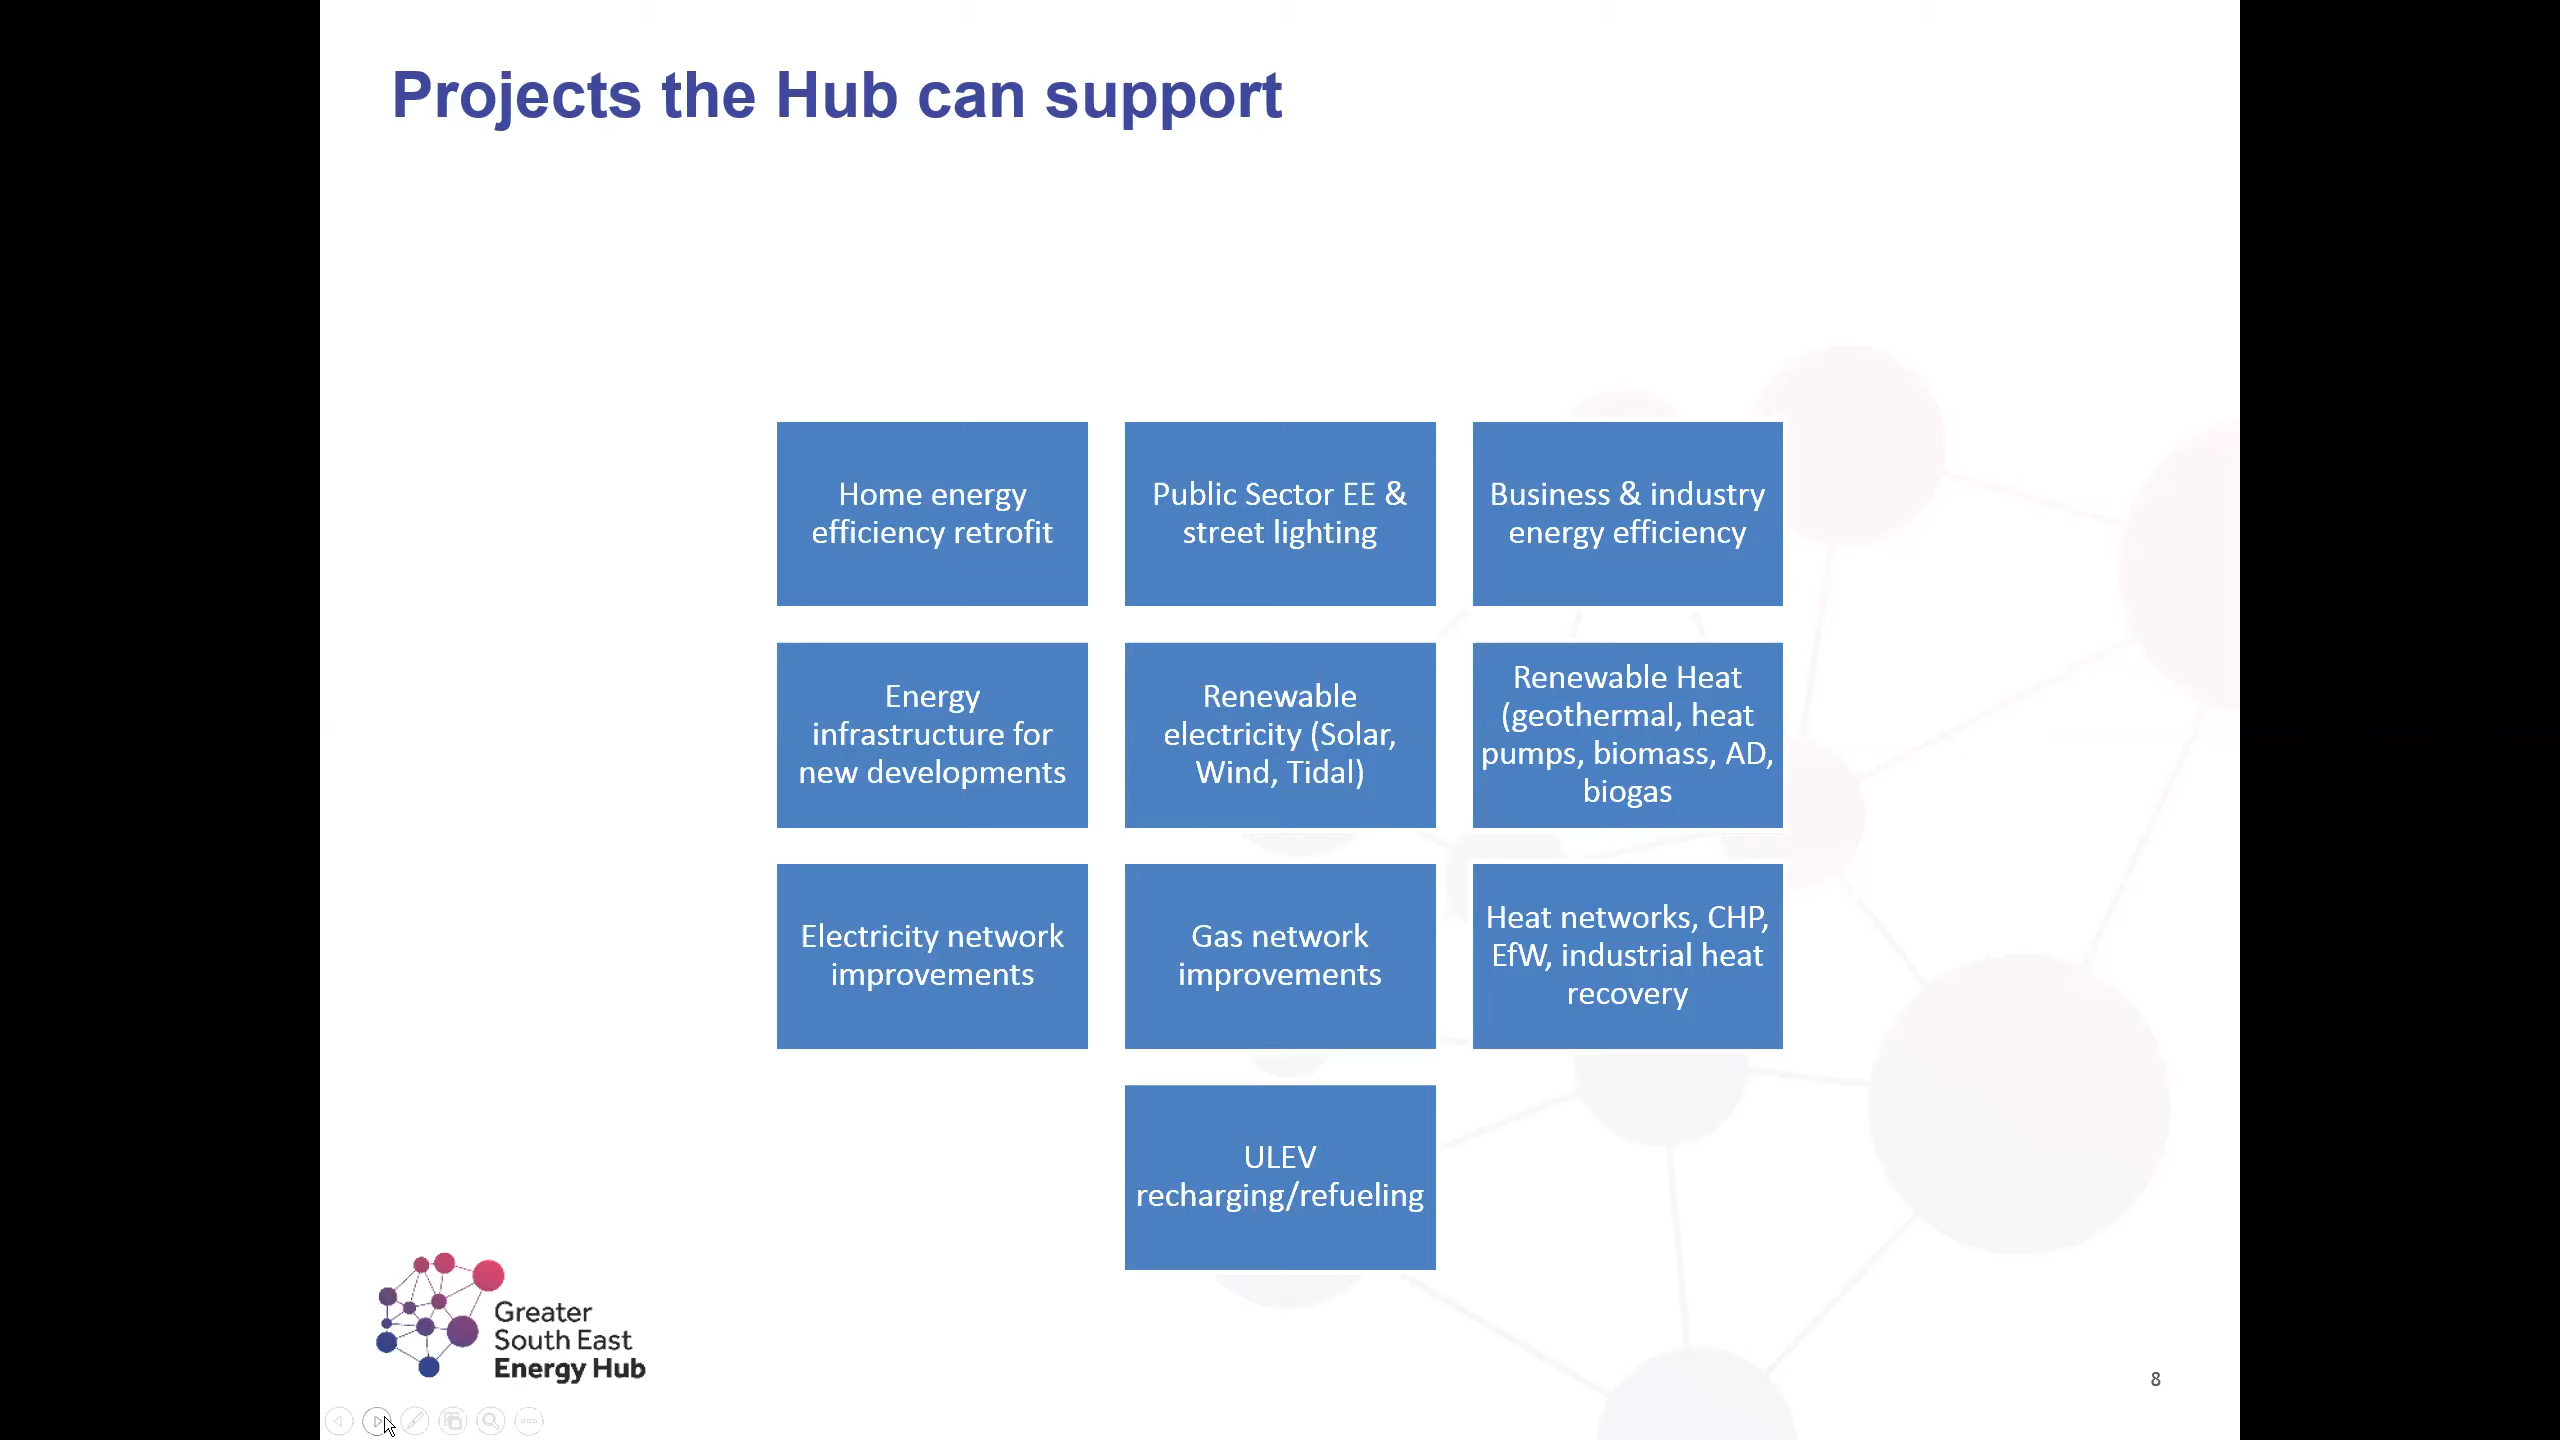 Projects the Hub can support
Home energy
efficiency retrofit
Public Sector EE &
street lighting
Business & industry
energy efficiency
Energy
infrastructure for
new developments
Renewable
electricity (Solar,
Wind, Tidal)
Renewable Heat
(geothermal, heat
pumps, biomass, AD,
biogas
Electricity network
improvements
Gas network
improvements
Heat networks, CHP,
EfW, industrial heat
recovery
ULEV
recharging/refueling
Greater
South East
Energy Hub
8